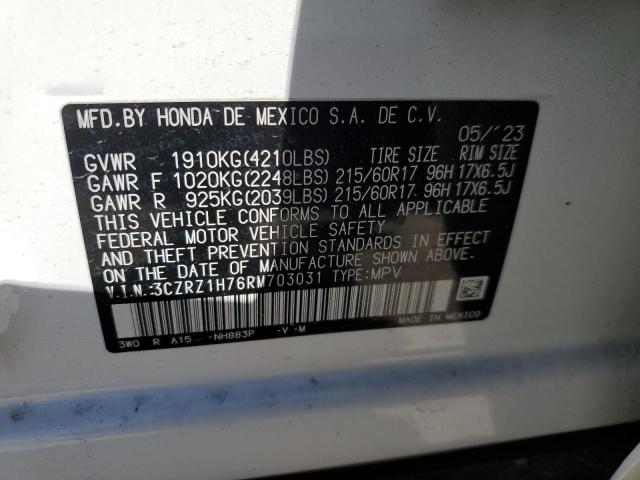 MFD.BY HONDA DE MEXICO S.A. DE C.V.
05/'23
GVWR 1910KG(4210LBS) TIRE SIZE RIM SIZE
GAWR F 1020KG(2248LBS) 215/60R17 96H 17X6.5J
GAWR R 925KG(2039LBS) 215/60R17 96H 17X6.5J
THIS VEHICLE CONFORMS TO ALL APPLICABLE
FEDERAL MOTOR VEHICLE SAFETY
AND THEFT PREVENTION STANDARDS IN EFFECT
ON THE DATE OF MANUFACTURE SHOWN ABOVE.
V.I.N.:3CZRZ1H76RM703031 TYPE:MPV
3W0 R A15 -NH883P -V-M MADE IN MEXICO